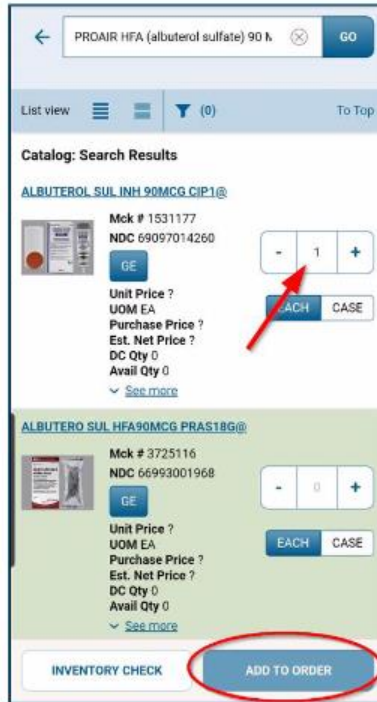 PROAIR HFA (albuterol sulfate) 90 M
GO
List view
(0)
To Top
Catalog: Search Results
ALBUTEROL SUL INH 90MCG CIP1@
Mck # 1531177
NDC 69097014260
GE
- 1 +
Unit Price ?
EACH CASE
UOM EA
Purchase Price ?
Est. Net Price ?
DC Qty 0
Avail Qty 0
See more
ALBUTERO SUL HFA90MCG PRAS18G@
Mck # 3725116
NDC 66993001968
GE
- 0 +
Unit Price ?
EACH CASE
UOM EA
Purchase Price ?
Est. Net Price ?
DC Qty 0
Avail Qty 0
See more
INVENTORY CHECK
ADD TO ORDER